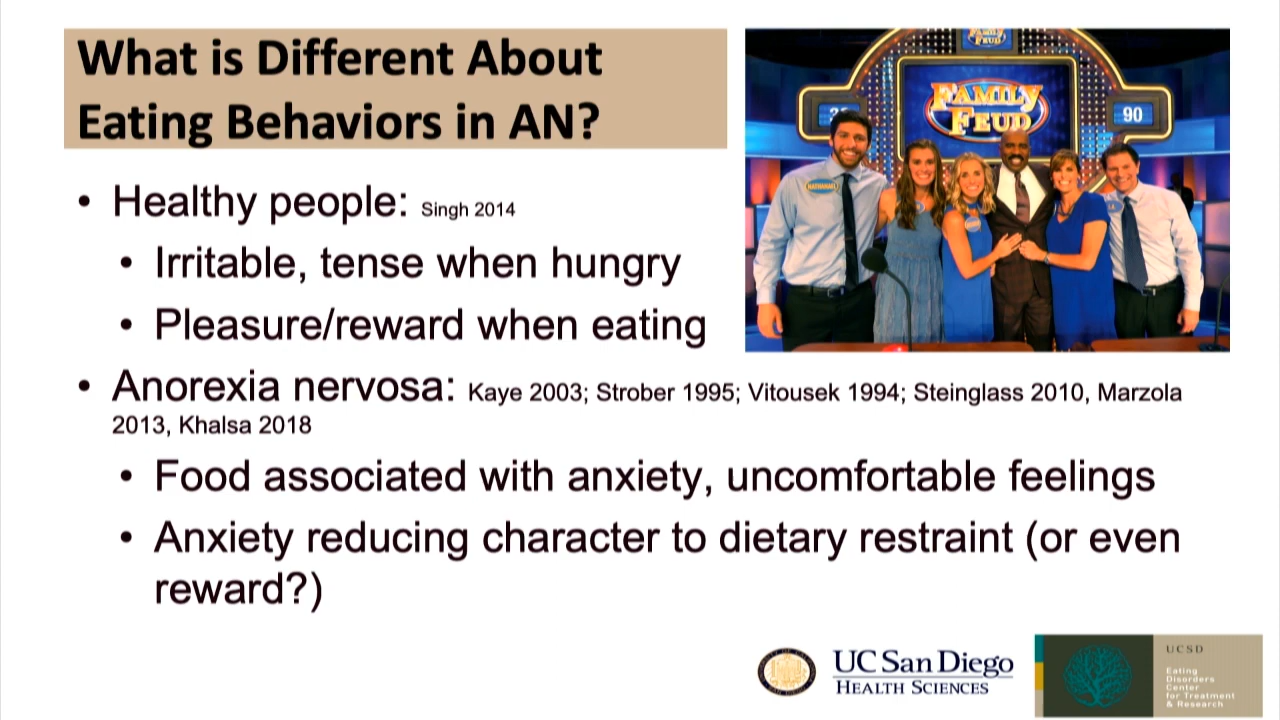 What is Different About
Eating Behaviors in AN?
FAMILY
FEUD
FAMILY
FEUD
90
NATHANAEL
• Healthy people: Singh 2014
• Irritable, tense when hungry
• Pleasure/reward when eating
• Anorexia nervosa: Kaye 2003; Strober 1995; Vitousek 1994; Steinglass 2010, Marzola
2013, Khalsa 2018
• Food associated with anxiety, uncomfortable feelings
• Anxiety reducing character to dietary restraint (or even
reward?)
UC San Diego
HEALTH SCIENCES
UCSD
Eating
Disorders
Center
for Treatment
& Research